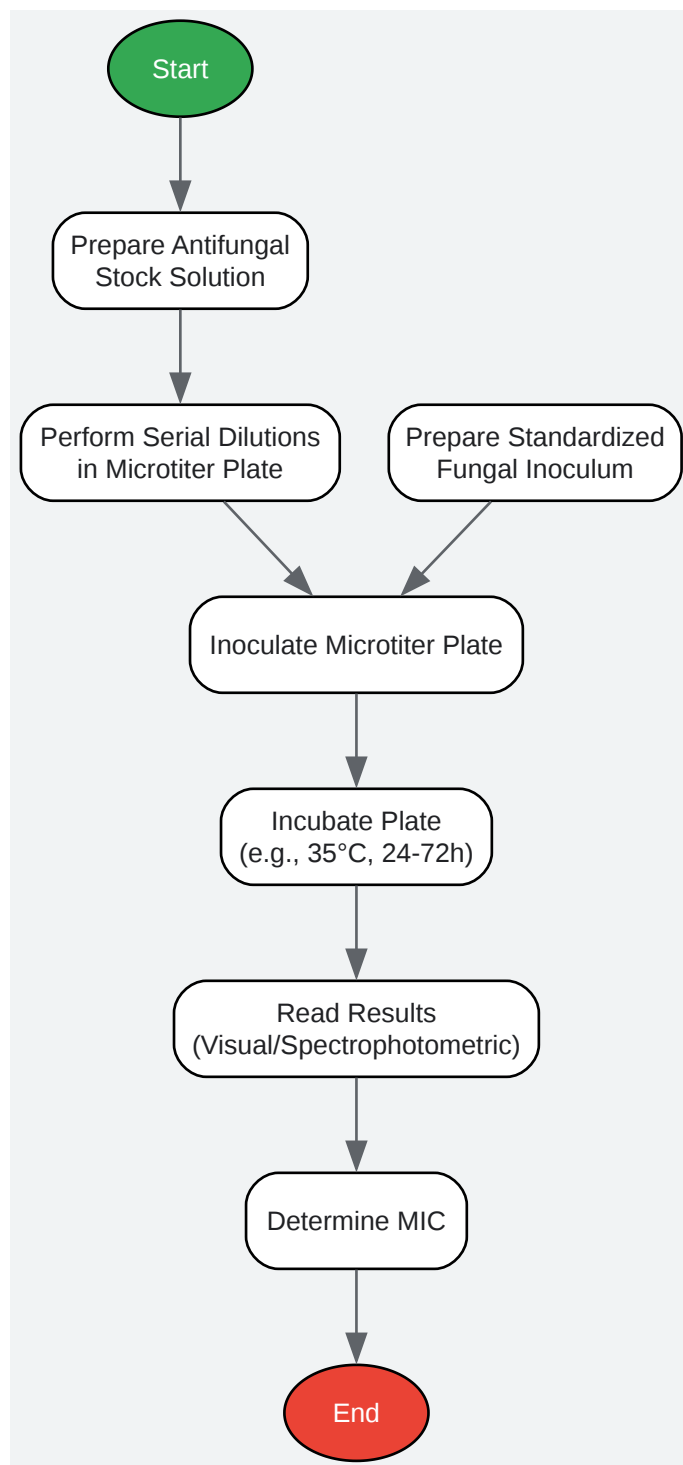 Start
Prepare Antifungal
Stock Solution
Perform Serial Dilutions
in Microtiter Plate
Prepare Standardized
Fungal Inoculum
Inoculate Microtiter Plate
Incubate Plate
(e.g., 35°C, 24-72h)
Read Results
(Visual/Spectrophotometric)
Determine MIC
End